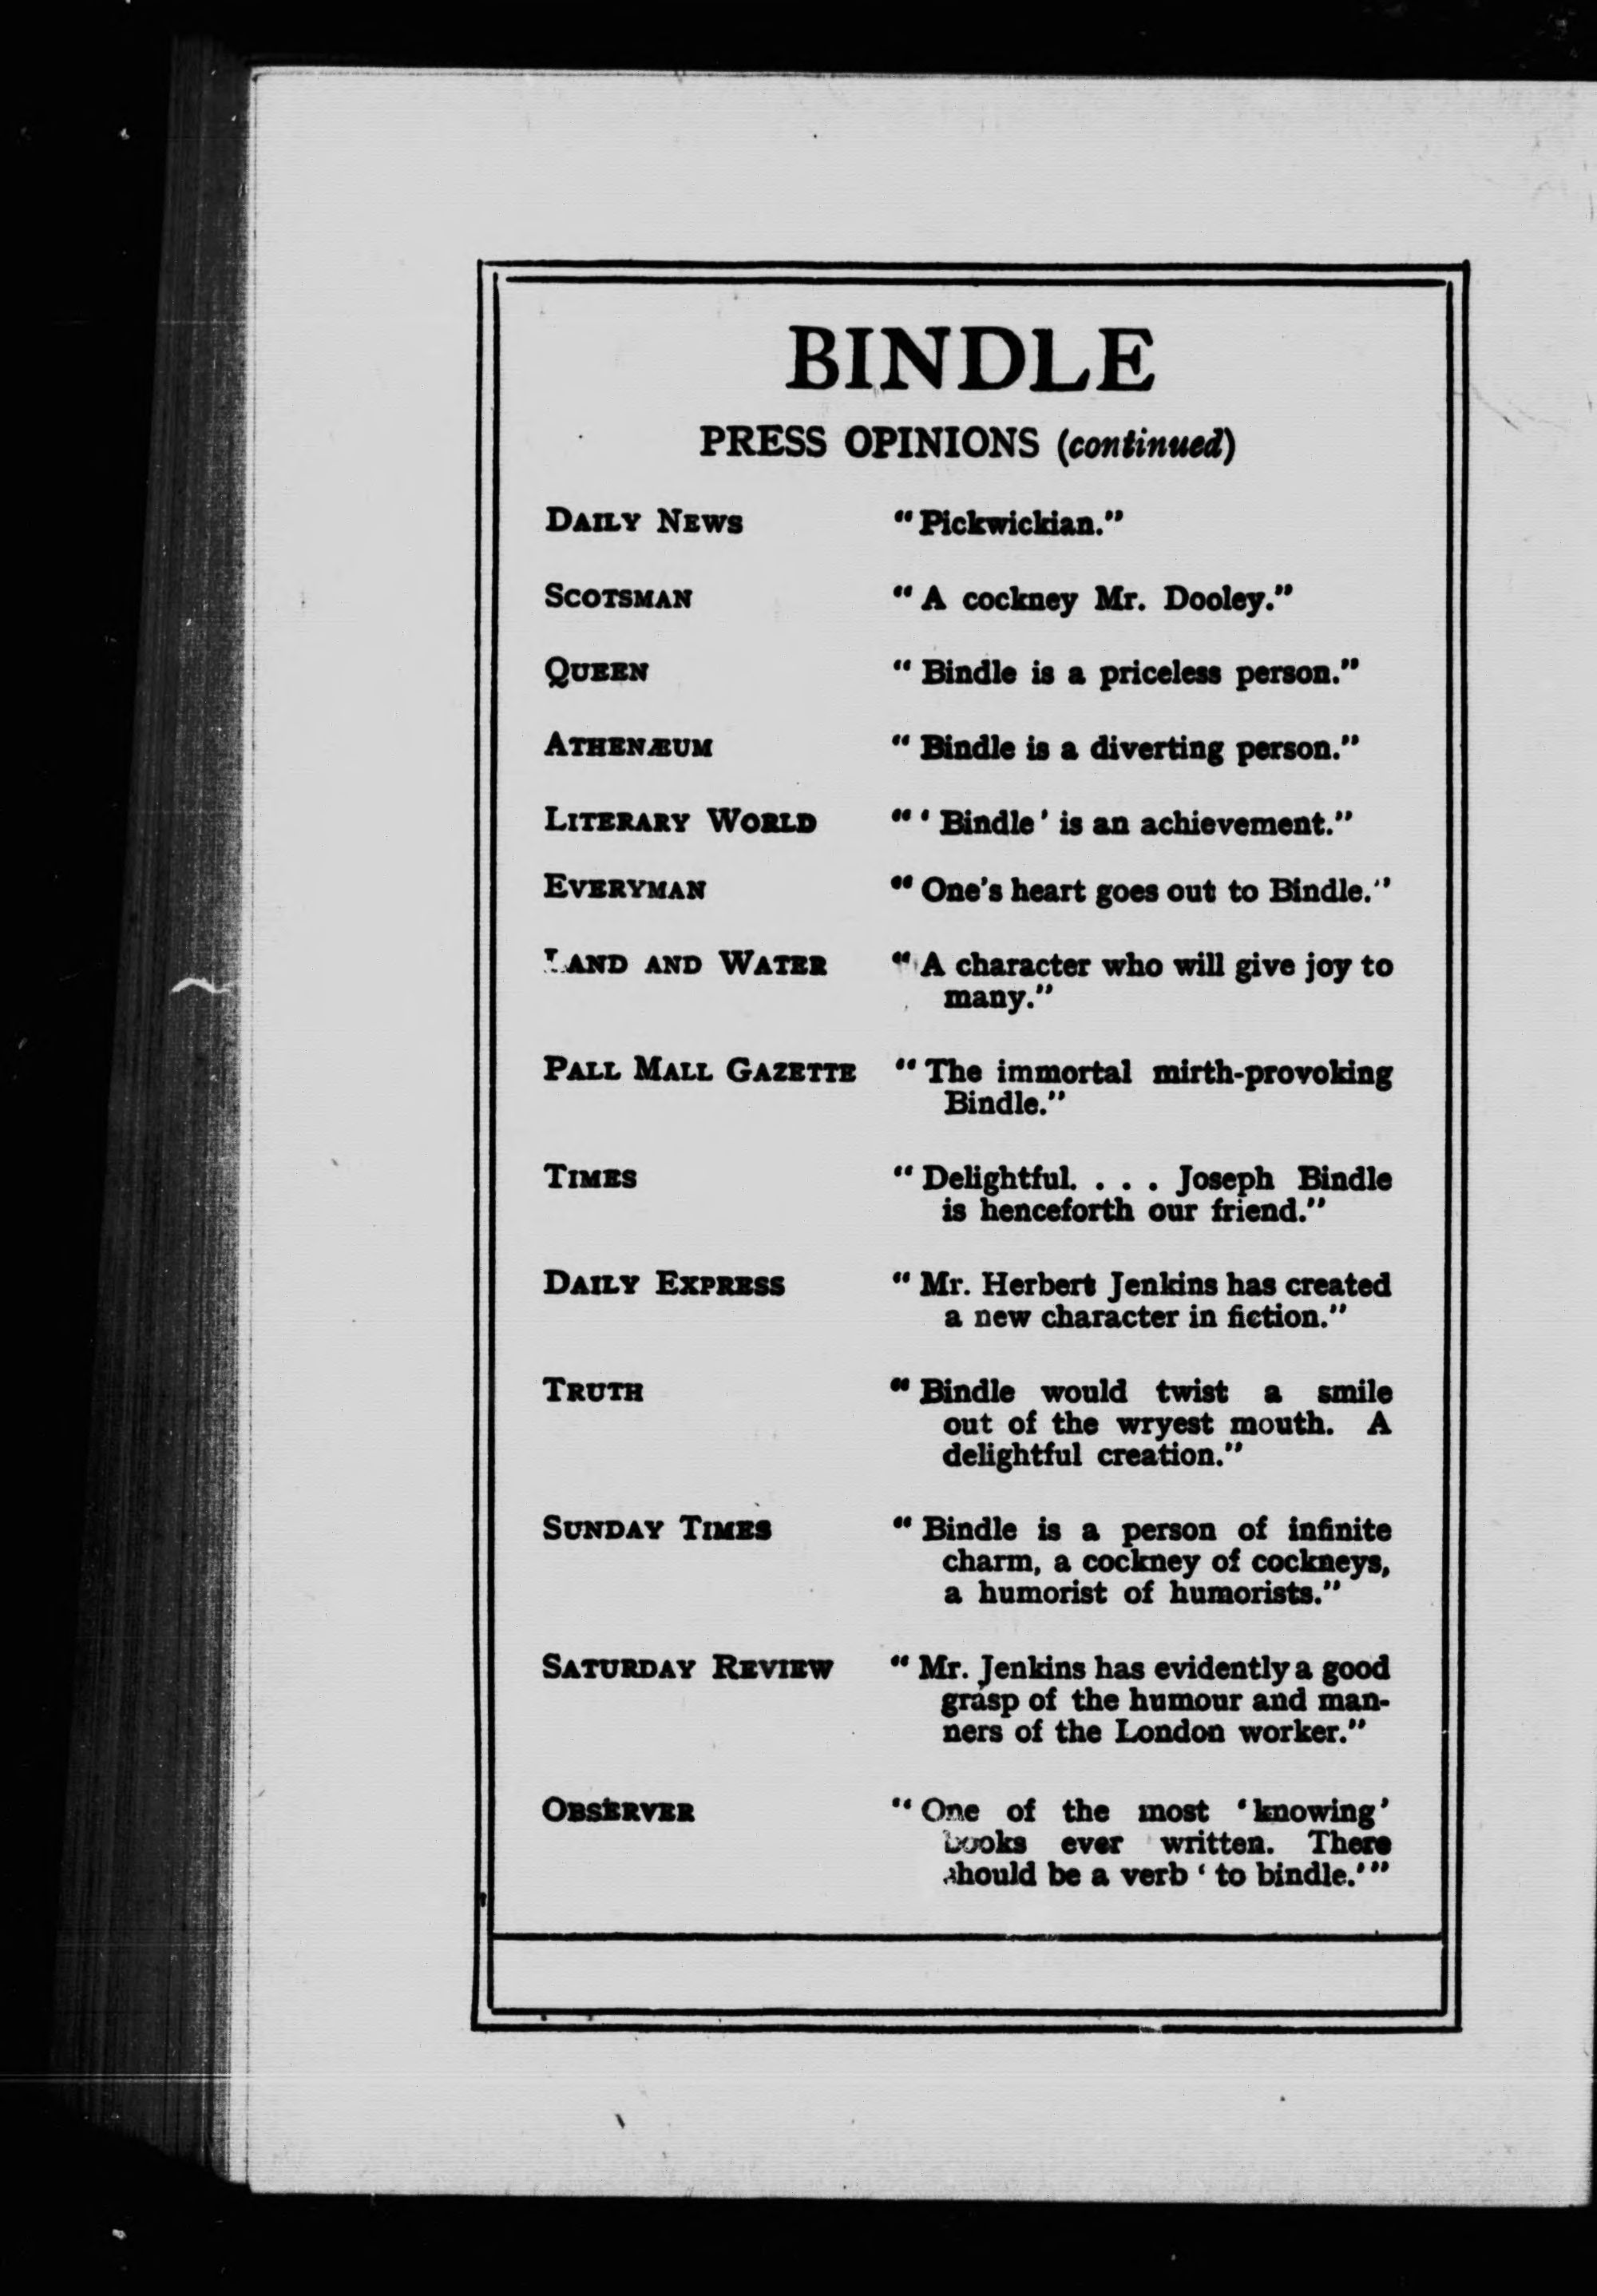 BINDLE
PRESS OPINIONS (continued)
DAILY NEWS "Pickwickian."
SCOTSMAN "A cockney Mr. Dooley."
QUEEN "Bindle is a priceless person."
ATHENÆUM "Bindle is a diverting person."
LITERARY WORLD "'Bindle' is an achievement."
EVERYMAN "One's heart goes out to Bindle."
LAND AND WATER "A character who will give joy to
many."
PALL MALL GAZETTE "The immortal mirth-provoking
Bindle."
TIMES "Delightful. . . . Joseph Bindle
is henceforth our friend."
DAILY EXPRESS "Mr. Herbert Jenkins has created
a new character in fiction."
TRUTH "Bindle would twist a smile
out of the wryest mouth. A
delightful creation."
SUNDAY TIMES "Bindle is a person of infinite
charm, a cockney of cockneys,
a humorist of humorists."
SATURDAY REVIEW "Mr. Jenkins has evidently a good
grasp of the humour and man-
ners of the London worker."
OBSERVER "One of the most 'knowing'
books ever written. There
should be a verb 'to bindle.'"